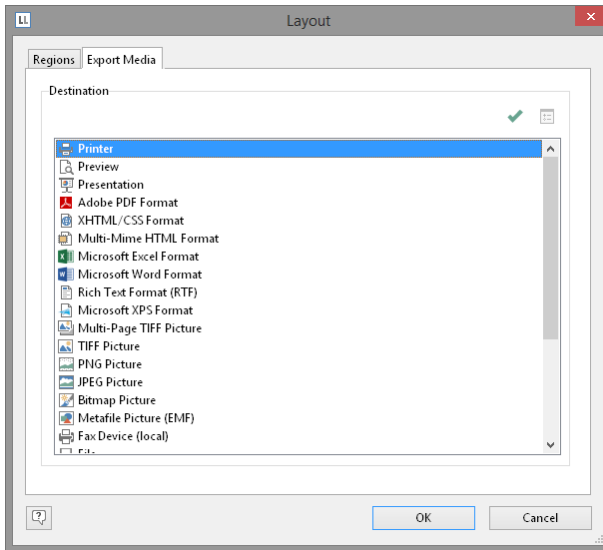 LL
Layout
Regions
Export Media
Destination
Printer
Preview
Presentation
Adobe PDF Format
XHTML/CSS Format
Multi-Mime HTML Format
Microsoft Excel Format
Microsoft Word Format
Rich Text Format (RTF)
Microsoft XPS Format
Multi-Page TIFF Picture
TIFF Picture
PNG Picture
JPEG Picture
Bitmap Picture
Metafile Picture (EMF)
Fax Device (local)
OK
Cancel